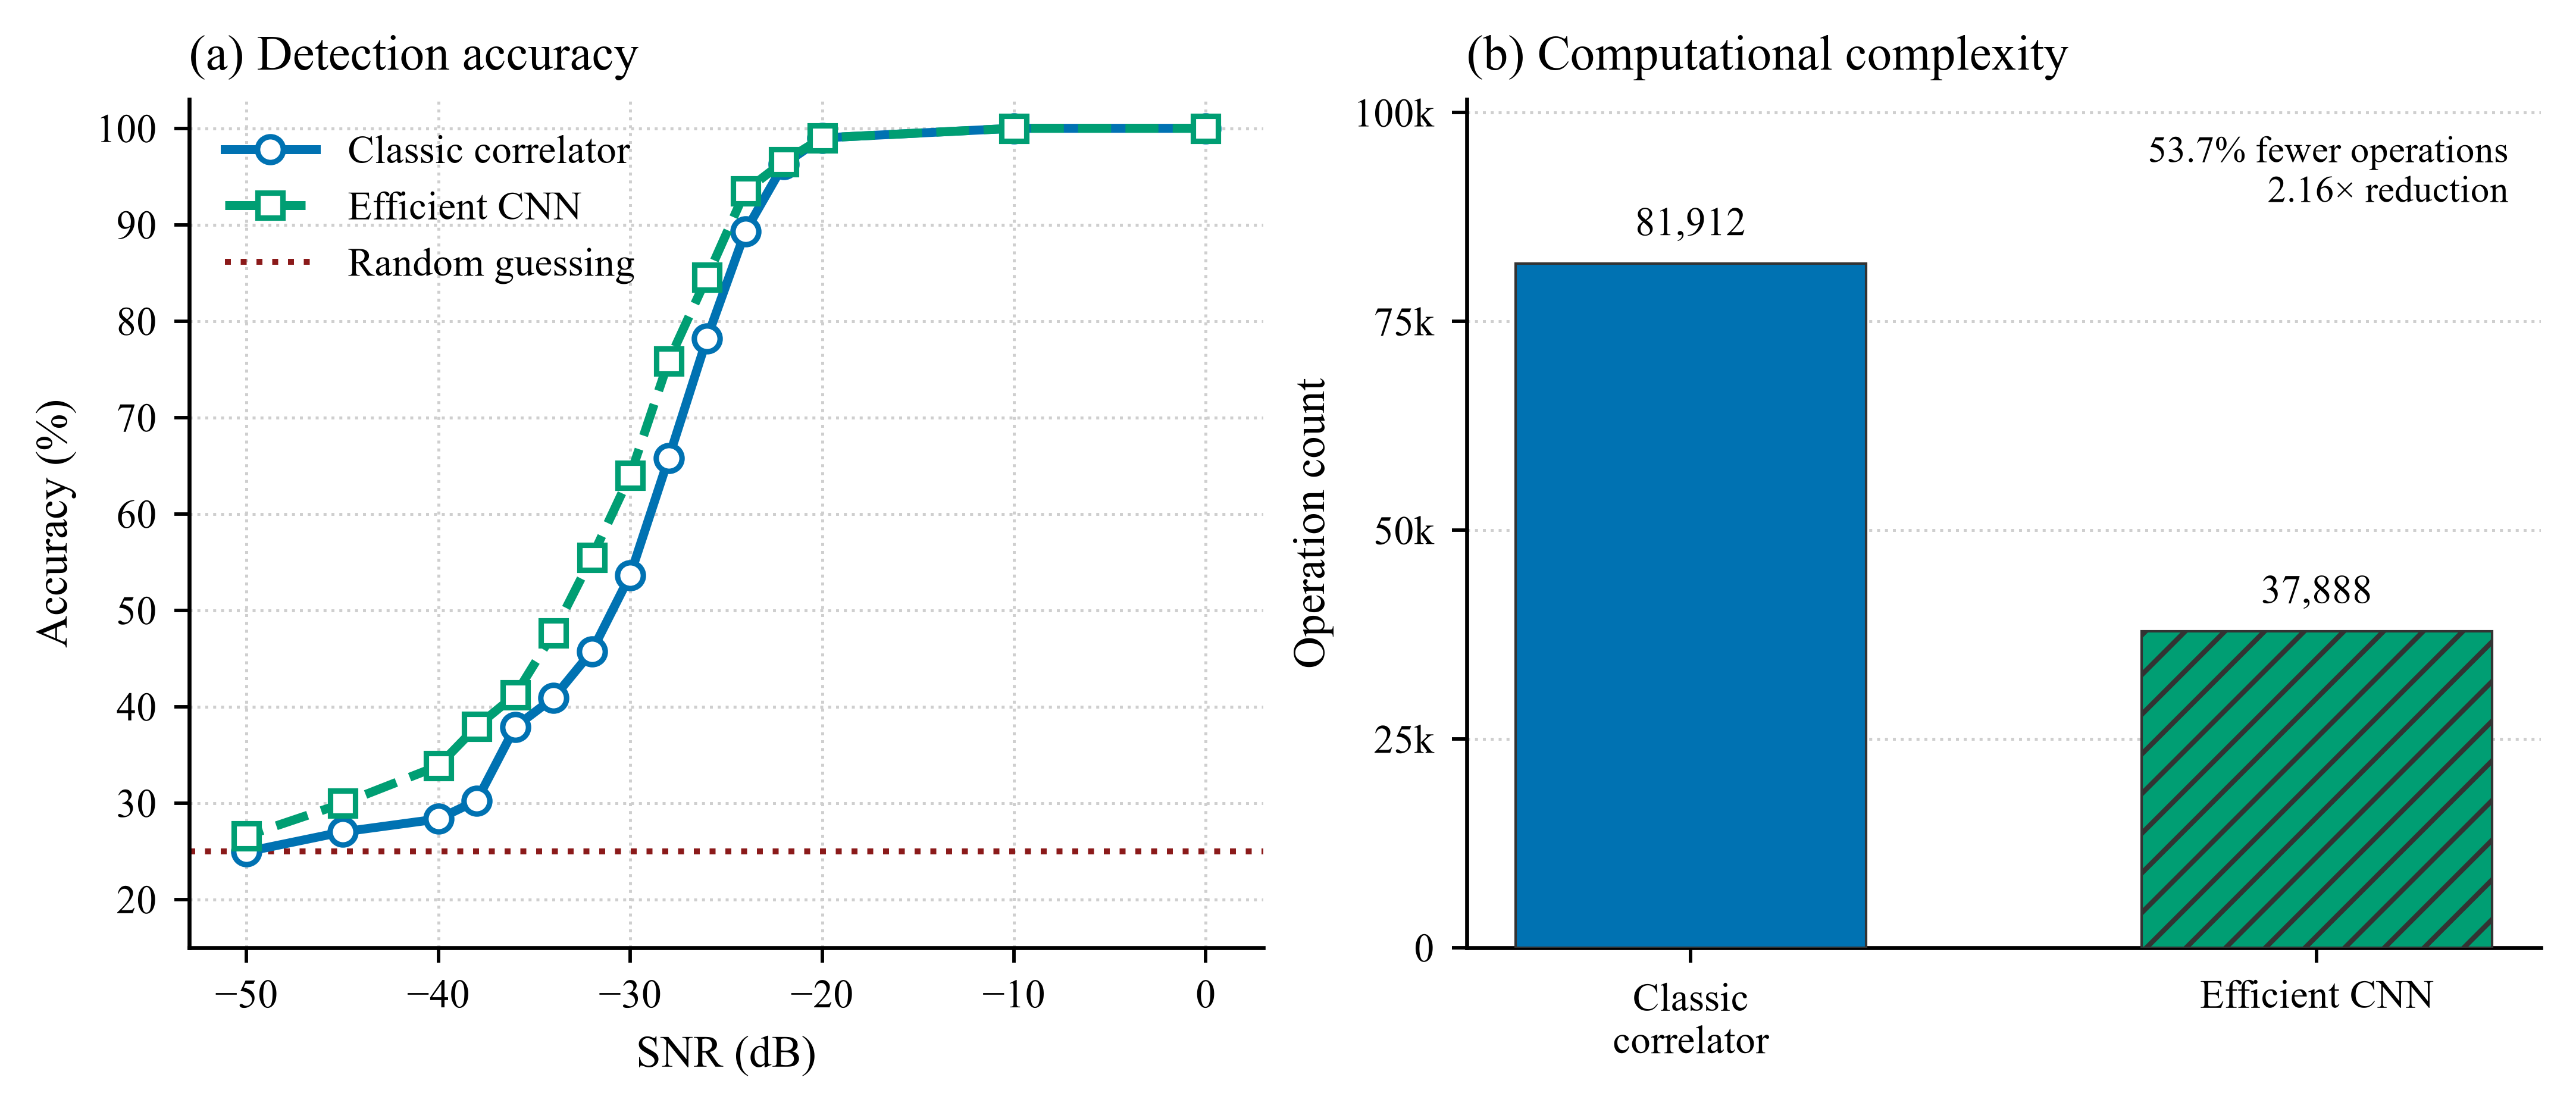 (a) Detection accuracy
Accuracy (%)
100
90
80
70
60
50
40
30
20
Classic correlator
Efficient CNN
Random guessing
−50
−40
−30
−20
−10
0
SNR (dB)
(b) Computational complexity
Operation count
100k
75k
50k
25k
0
53.7% fewer operations
2.16× reduction
81,912
37,888
Classic
correlator
Efficient CNN